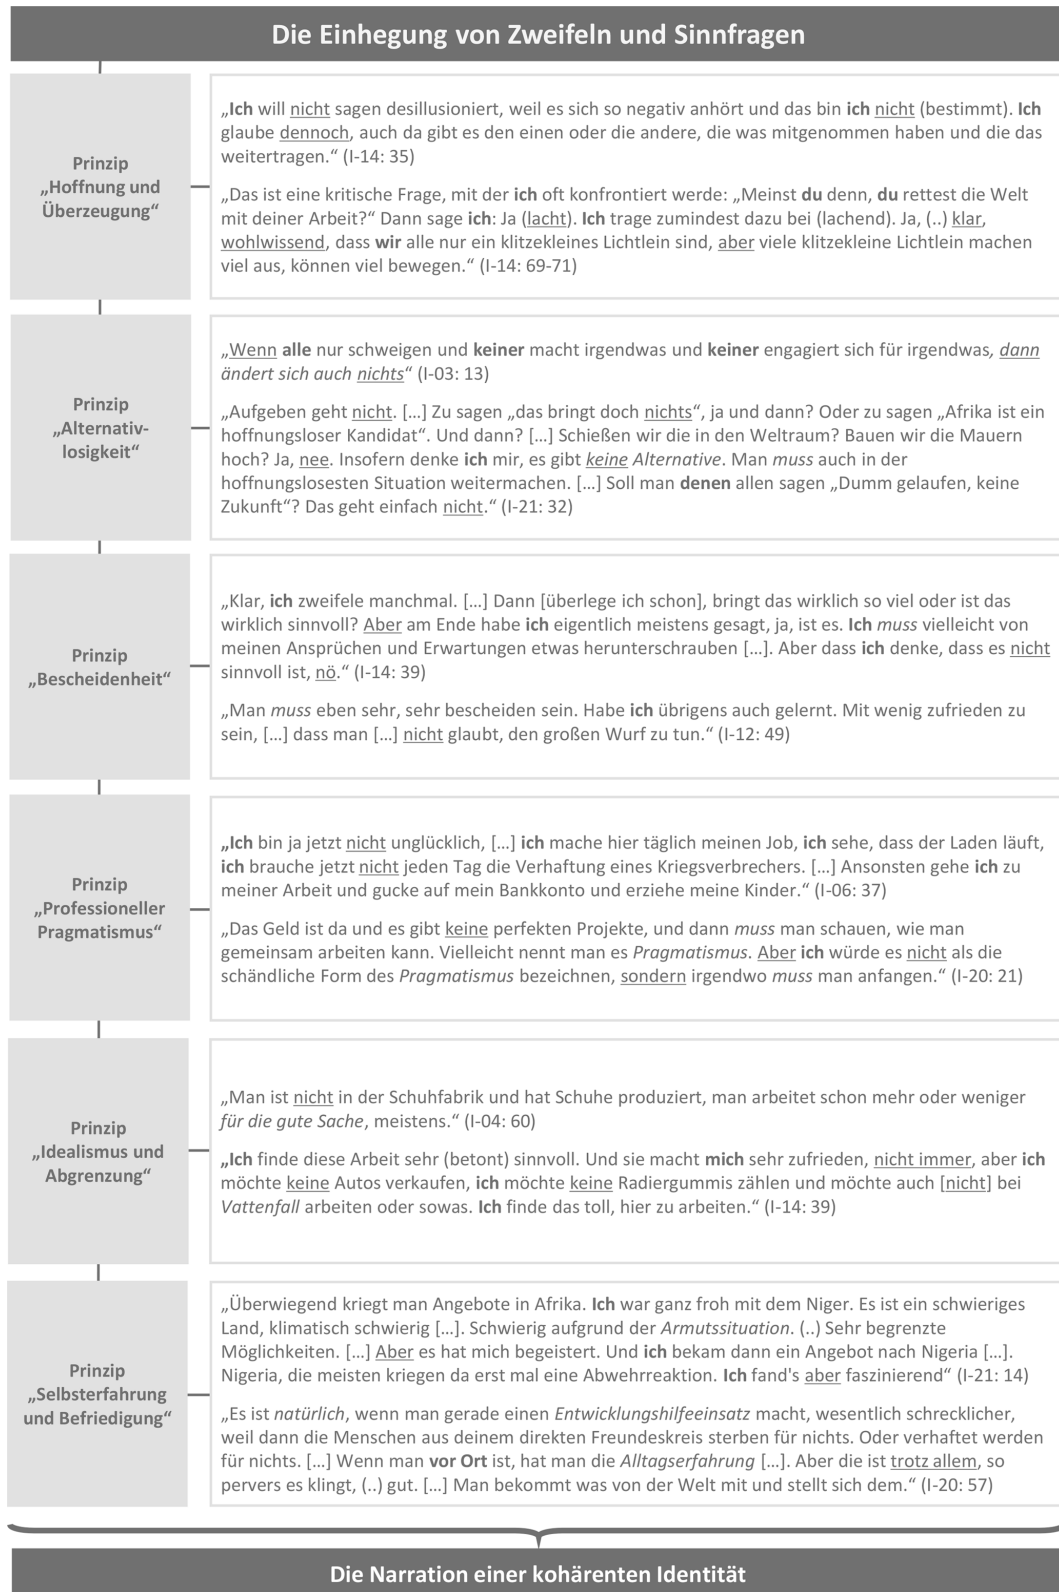 Die Einhegung von Zweifeln und Sinnfragen
Prinzip
„Hoffnung und
Überzeugung“
„Ich will nicht sagen desillusioniert, weil es sich so negativ anhört und das bin ich nicht (bestimmt). Ich
glaube dennoch, auch da gibt es den einen oder die andere, die was mitgenommen haben und die das
weitertragen.“ (I-14: 35)
„Das ist eine kritische Frage, mit der ich oft konfrontiert werde: „Meinst du denn, du rettest die Welt
mit deiner Arbeit?“ Dann sage ich: Ja (lacht). Ich trage zumindest dazu bei (lachend). Ja, (..) klar,
wohlwissend, dass wir alle nur ein klitzekleines Lichtlein sind, aber viele klitzekleine Lichtlein machen
viel aus, können viel bewegen.“ (I-14: 69-71)
Prinzip
„Alternativ-
losigkeit“
„Wenn alle nur schweigen und keiner macht irgendwas und keiner engagiert sich für irgendwas, dann
ändert sich auch nichts“ (I-03: 13)
„Aufgeben geht nicht. […] Zu sagen „das bringt doch nichts“, ja und dann? Oder zu sagen „Afrika ist ein
hoffnungsloser Kandidat“. Und dann? […] Schießen wir die in den Weltraum? Bauen wir die Mauern
hoch? Ja, nee. Insofern denke ich mir, es gibt keine Alternative. Man muss auch in der
hoffnungslosesten Situation weitermachen. […] Soll man denen allen sagen „Dumm gelaufen, keine
Zukunft“? Das geht einfach nicht.“ (I-21: 32)
Prinzip
„Bescheidenheit“
„Klar, ich zweifele manchmal. […] Dann [überlege ich schon], bringt das wirklich so viel oder ist das
wirklich sinnvoll? Aber am Ende habe ich eigentlich meistens gesagt, ja, ist es. Ich muss vielleicht von
meinen Ansprüchen und Erwartungen etwas herunterschrauben […]. Aber dass ich denke, dass es nicht
sinnvoll ist, nö.“ (I-14: 39)
„Man muss eben sehr, sehr bescheiden sein. Habe ich übrigens auch gelernt. Mit wenig zufrieden zu
sein, […] dass man […] nicht glaubt, den großen Wurf zu tun.“ (I-12: 49)
Prinzip
„Professioneller
Pragmatismus“
„Ich bin ja jetzt nicht unglücklich, […] ich mache hier täglich meinen Job, ich sehe, dass der Laden läuft,
ich brauche jetzt nicht jeden Tag die Verhaftung eines Kriegsverbrechers. […] Ansonsten gehe ich zu
meiner Arbeit und gucke auf mein Bankkonto und erziehe meine Kinder.“ (I-06: 37)
„Das Geld ist da und es gibt keine perfekten Projekte, und dann muss man schauen, wie man
gemeinsam arbeiten kann. Vielleicht nennt man es Pragmatismus. Aber ich würde es nicht als die
schändliche Form des Pragmatismus bezeichnen, sondern irgendwo muss man anfangen.“ (I-20: 21)
Prinzip
„Idealismus und
Abgrenzung“
„Man ist nicht in der Schuhfabrik und hat Schuhe produziert, man arbeitet schon mehr oder weniger
für die gute Sache, meistens.“ (I-04: 60)
„Ich finde diese Arbeit sehr (betont) sinnvoll. Und sie macht mich sehr zufrieden, nicht immer, aber ich
möchte keine Autos verkaufen, ich möchte keine Radiergummis zählen und möchte auch [nicht] bei
Vattenfall arbeiten oder sowas. Ich finde das toll, hier zu arbeiten.“ (I-14: 39)
Prinzip
„Selbsterfahrung
und Befriedigung“
„Überwiegend kriegt man Angebote in Afrika. Ich war ganz froh mit dem Niger. Es ist ein schwieriges
Land, klimatisch schwierig […]. Schwierig aufgrund der Armutssituation. (..) Sehr begrenzte
Möglichkeiten. […] Aber es hat mich begeistert. Und ich bekam dann ein Angebot nach Nigeria […].
Nigeria, die meisten kriegen da erst mal eine Abwehrreaktion. Ich fand's aber faszinierend“ (I-21: 14)
„Es ist natürlich, wenn man gerade einen Entwicklungshilfeeinsatz macht, wesentlich schrecklicher,
weil dann die Menschen aus deinem direkten Freundeskreis sterben für nichts. Oder verhaftet werden
für nichts. […] Wenn man vor Ort ist, hat man die Alltagserfahrung […]. Aber die ist trotz allem, so
pervers es klingt, (..) gut. […] Man bekommt was von der Welt mit und stellt sich dem.“ (I-20: 57)
Die Narration einer kohärenten Identität